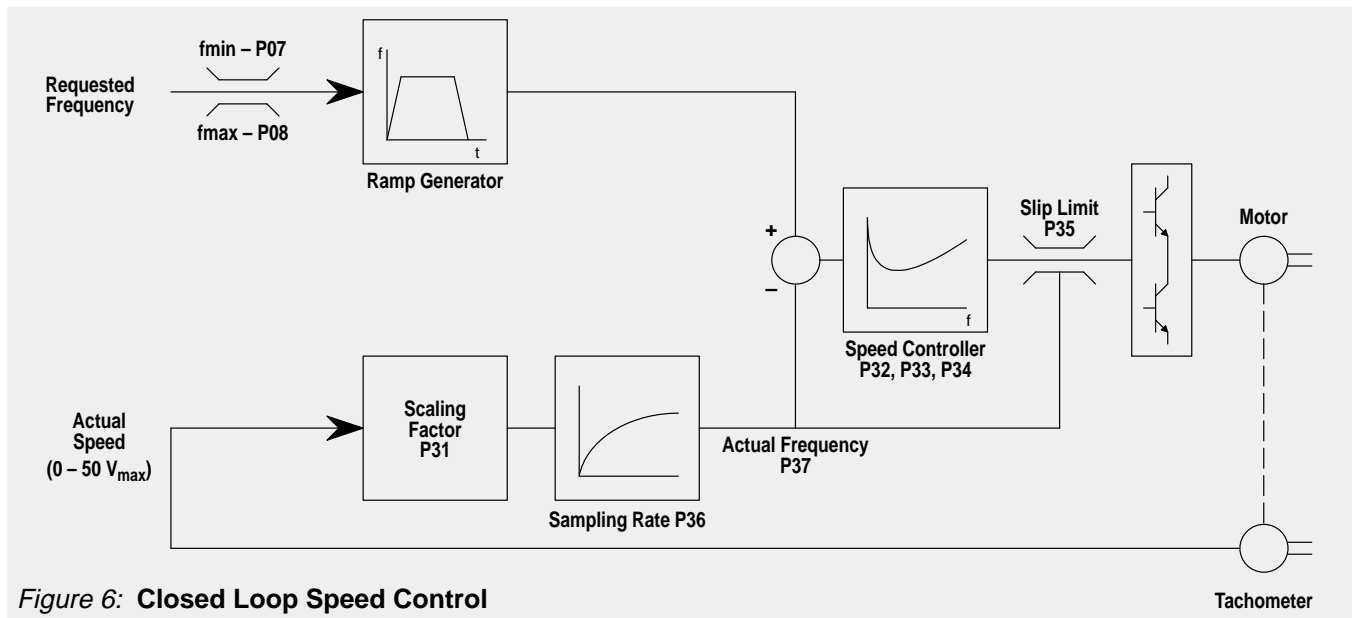 fmin – P07
Requested
Frequency
fmax – P08
f
t
Ramp Generator
+
–
Slip Limit
P35
Motor
f
Speed Controller
P32, P33, P34
Actual
Speed
(0 – 50 Vmax)
Scaling
Factor
P31
Sampling Rate P36
Actual Frequency
P37
Figure 6: Closed Loop Speed Control
Tachometer